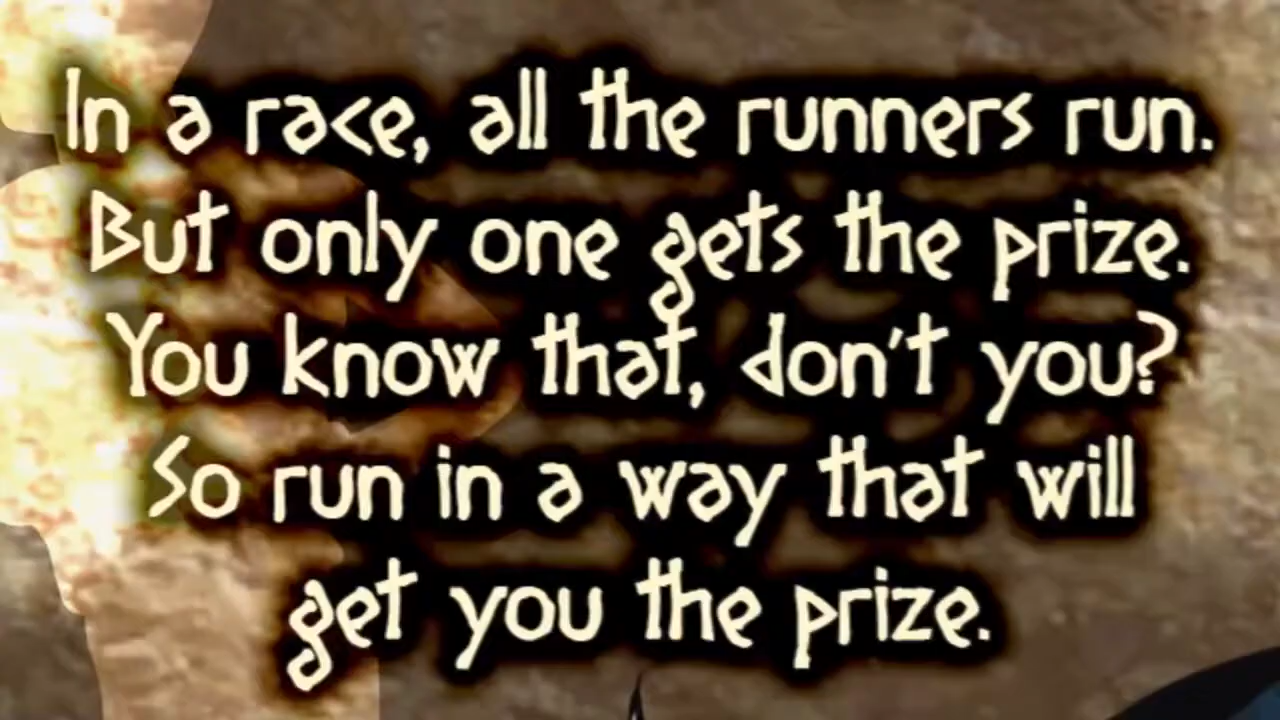 In a race, all the runners run.
But only one gets the prize.
You know that, don't you?
So run in a way that will
get you the prize.